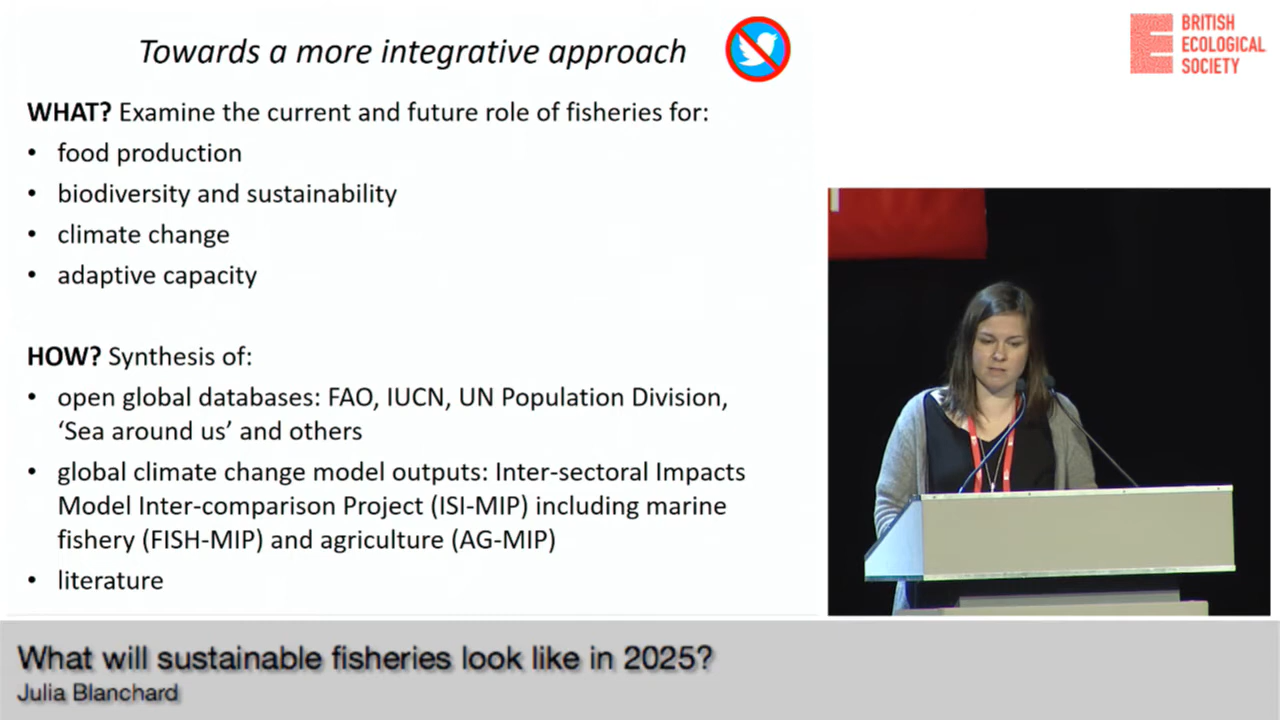 Towards a more integrative approach
BRITISH
ECOLOGICAL
SOCIETY
WHAT? Examine the current and future role of fisheries for:
• food production
• biodiversity and sustainability
• climate change
• adaptive capacity
HOW? Synthesis of:
• open global databases: FAO, IUCN, UN Population Division,
‘Sea around us’ and others
• global climate change model outputs: Inter-sectoral Impacts
Model Inter-comparison Project (ISI-MIP) including marine
fishery (FISH-MIP) and agriculture (AG-MIP)
• literature
What will sustainable fisheries look like in 2025?
Julia Blanchard